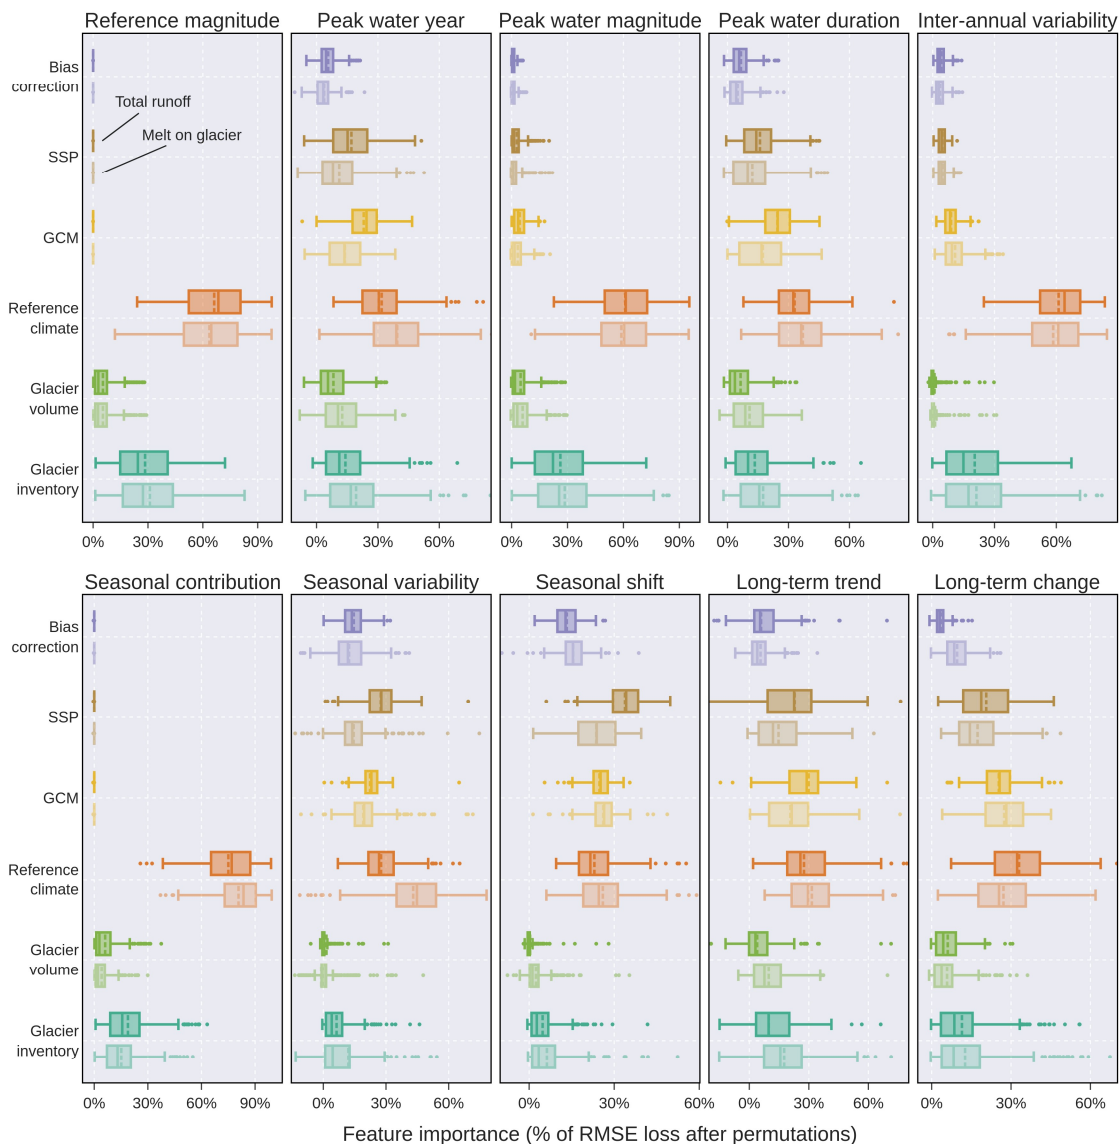 Reference magnitude Peak water year Peak water magnitude Peak water duration Inter-annual variability
Bias
correction
Total runoff
Melt on glacier
SSP
GCM
Reference
climate
Glacier
volume
Glacier
inventory
0% 30% 60% 90% 0% 30% 60% 0% 30% 60% 90% 0% 30% 60% 0% 30% 60%
Seasonal contribution Seasonal variability Seasonal shift Long-term trend Long-term change
Bias
correction
SSP
GCM
Reference
climate
Glacier
volume
Glacier
inventory
0% 30% 60% 90% 0% 30% 60% 0% 20% 40% 60% 0% 30% 60% 0% 30% 60%
Feature importance (% of RMSE loss after permutations)